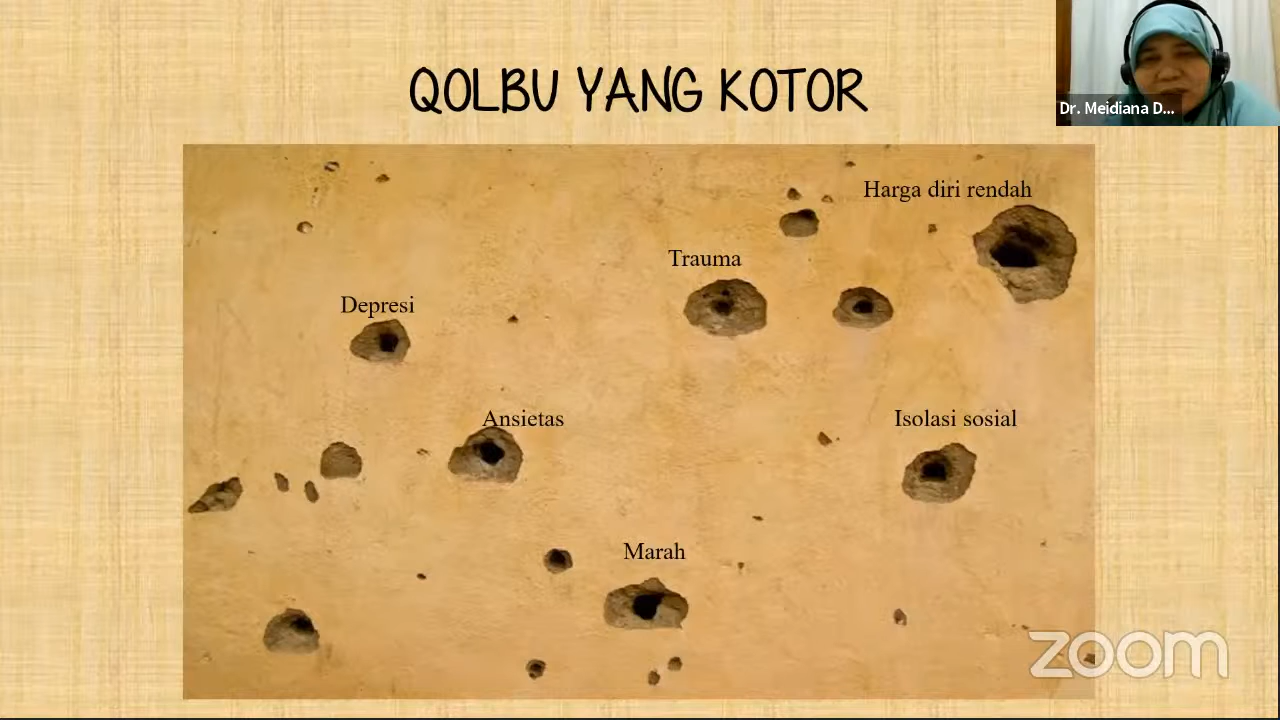 QOLBU YANG KOTOR
Dr. Meidiana D...
Harga diri rendah
Trauma
Depresi
Ansietas
Isolasi sosial
Marah
zoom